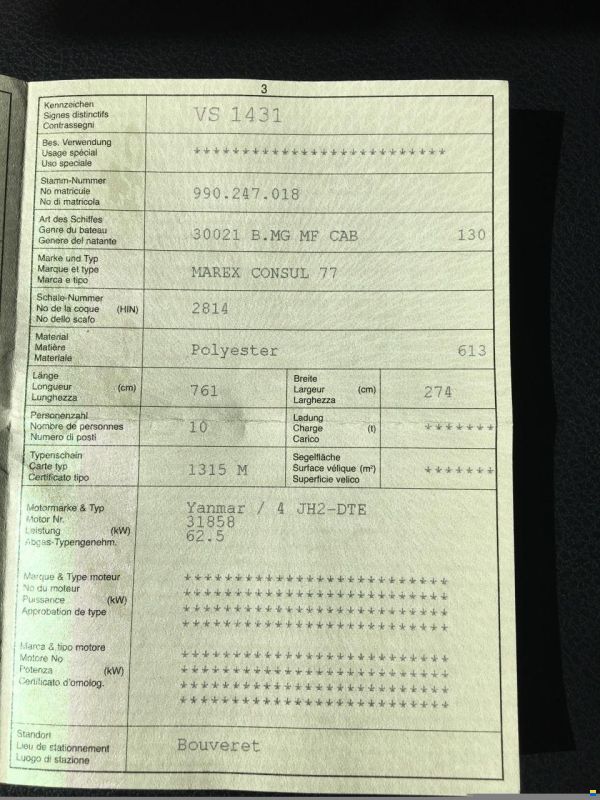 3
Kennzeichen
Signes distinctifs
Contrassegni
VS 1431
Bes. Verwendung
Usage spécial
Uso speciale
**************************
Stamm-Nummer
No matricule
No di matricola
990.247.018
Art des Schiffes
Genre du bateau
Genere del natante
30021 B.MG MF CAB 130
Marke und Typ
Marque et type
Marca e tipo
MAREX CONSUL 77
Schale-Nummer
No de la coque (HIN)
No dello scafo
2814
Material
Matière
Materiale
Polyester 613
Länge
Longueur (cm)
Lunghezza
761
Breite
Largeur (cm)
Larghezza
274
Personenzahl
Nombre de personnes
Numero di posti
10
Ladung
Charge (t)
Carico
*******
Typenschein
Carte typ
Certificato tipo
1315 M
Segelfläche
Surface vélique (m²)
Superficie velico
*******
Motormarke & Typ
Motor Nr.
Leistung (kW)
Abgas-Typengenehm.
Yanmar / 4 JH2-DTE
31858
62.5
Marque & Type moteur
No du moteur
Puissance (kW)
Approbation de type
**************************
**************************
**************************
**************************
Marca & tipo motore
Motore No
Potenza (kW)
Certificato d'omolog.
**************************
**************************
**************************
**************************
Standort
Lieu de stationnement
Luogo di stazione
Bouveret